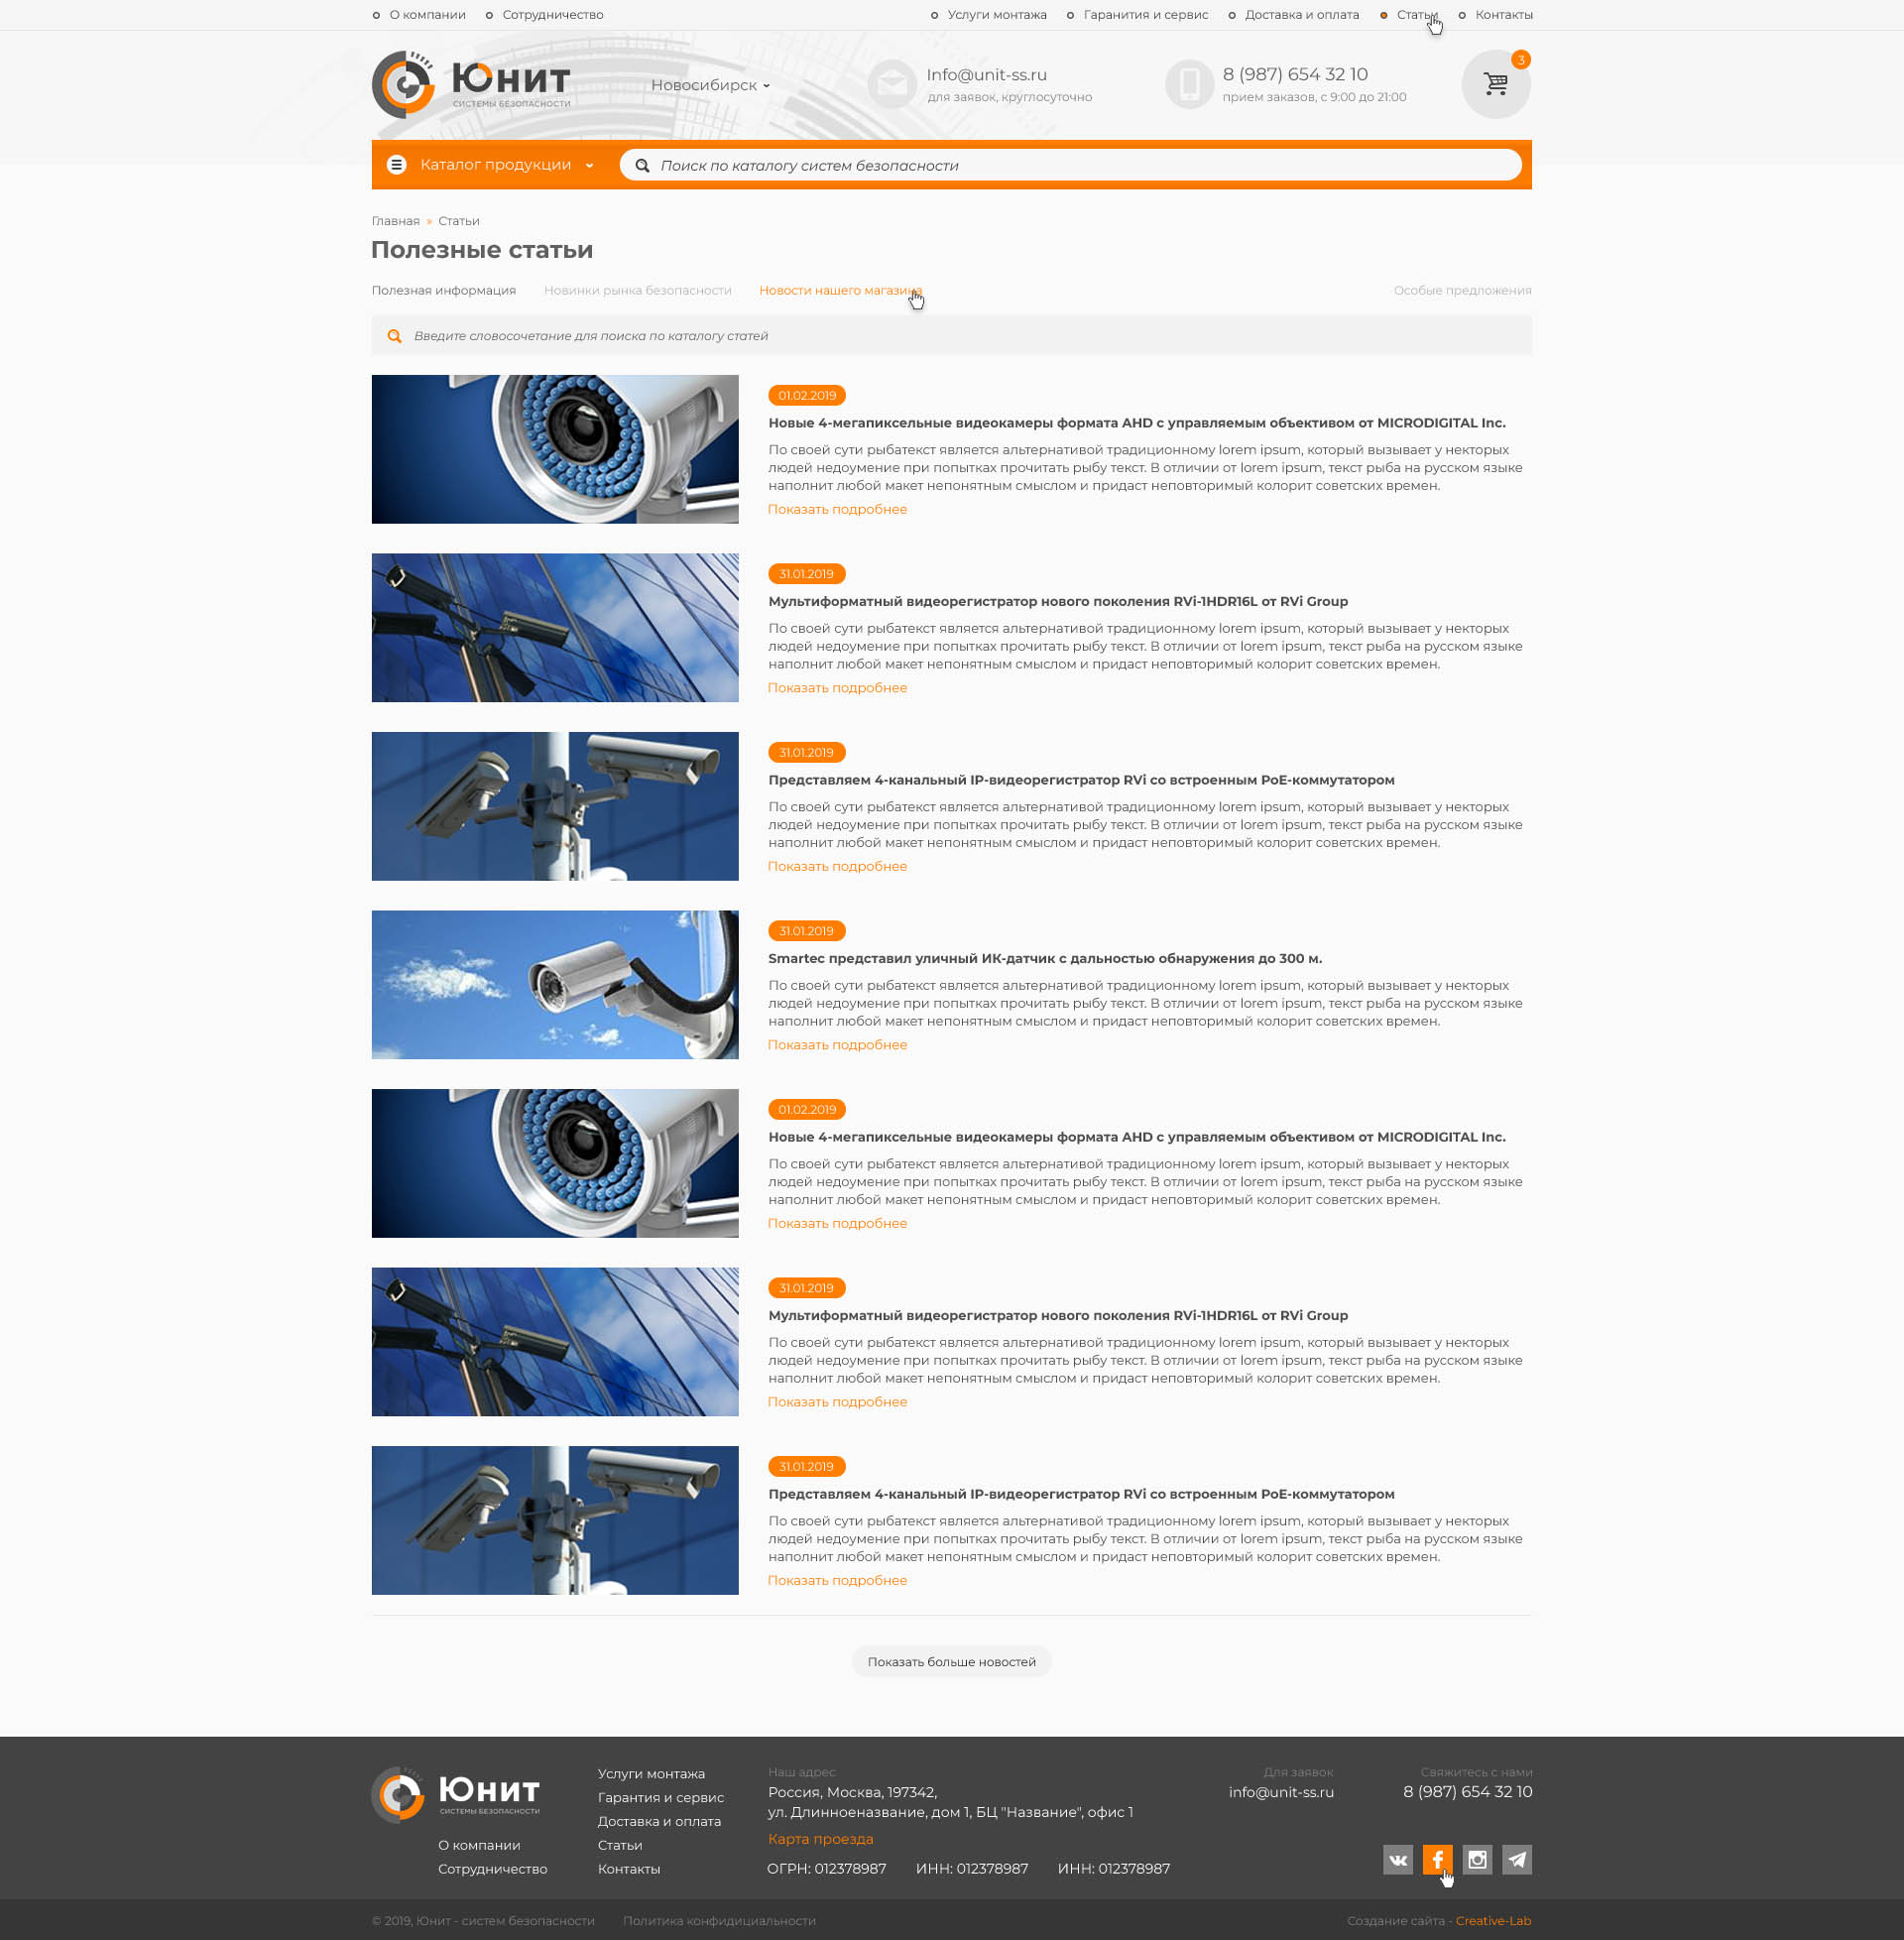 О компании
Сотрудничество
Услуги монтажа
Гаранития и сервис
Доставка и оплата
Статьи
Контакты
Юнит
СИСТЕМЫ БЕЗОПАСНОСТИ
Новосибирск
Info@unit-ss.ru
для заявок, круглосуточно
8 (987) 654 32 10
прием заказов, с 9:00 до 21:00
3
Каталог продукции
Поиск по каталогу систем безопасности
Главная » Статьи
Полезные статьи
Полезная информация
Новинки рынка безопасности
Новости нашего магазина
Особые предложения
Введите словосочетание для поиска по каталогу статей
01.02.2019
Новые 4-мегапиксельные видеокамеры формата AHD с управляемым объективом от MICRODIGITAL Inc.
По своей сути рыбатекст является альтернативой традиционному lorem ipsum, который вызывает у некторых
людей недоумение при попытках прочитать рыбу текст. В отличии от lorem ipsum, текст рыба на русском языке
наполнит любой макет непонятным смыслом и придаст неповторимый колорит советских времен.
Показать подробнее
31.01.2019
Мультиформатный видеорегистратор нового поколения RVi-1HDR16L от RVi Group
По своей сути рыбатекст является альтернативой традиционному lorem ipsum, который вызывает у некторых
людей недоумение при попытках прочитать рыбу текст. В отличии от lorem ipsum, текст рыба на русском языке
наполнит любой макет непонятным смыслом и придаст неповторимый колорит советских времен.
Показать подробнее
31.01.2019
Представляем 4-канальный IP-видеорегистратор RVi со встроенным PoE-коммутатором
По своей сути рыбатекст является альтернативой традиционному lorem ipsum, который вызывает у некторых
людей недоумение при попытках прочитать рыбу текст. В отличии от lorem ipsum, текст рыба на русском языке
наполнит любой макет непонятным смыслом и придаст неповторимый колорит советских времен.
Показать подробнее
31.01.2019
Smartec представил уличный ИК-датчик с дальностью обнаружения до 300 м.
По своей сути рыбатекст является альтернативой традиционному lorem ipsum, который вызывает у некторых
людей недоумение при попытках прочитать рыбу текст. В отличии от lorem ipsum, текст рыба на русском языке
наполнит любой макет непонятным смыслом и придаст неповторимый колорит советских времен.
Показать подробнее
01.02.2019
Новые 4-мегапиксельные видеокамеры формата AHD с управляемым объективом от MICRODIGITAL Inc.
По своей сути рыбатекст является альтернативой традиционному lorem ipsum, который вызывает у некторых
людей недоумение при попытках прочитать рыбу текст. В отличии от lorem ipsum, текст рыба на русском языке
наполнит любой макет непонятным смыслом и придаст неповторимый колорит советских времен.
Показать подробнее
31.01.2019
Мультиформатный видеорегистратор нового поколения RVi-1HDR16L от RVi Group
По своей сути рыбатекст является альтернативой традиционному lorem ipsum, который вызывает у некторых
людей недоумение при попытках прочитать рыбу текст. В отличии от lorem ipsum, текст рыба на русском языке
наполнит любой макет непонятным смыслом и придаст неповторимый колорит советских времен.
Показать подробнее
31.01.2019
Представляем 4-канальный IP-видеорегистратор RVi со встроенным PoE-коммутатором
По своей сути рыбатекст является альтернативой традиционному lorem ipsum, который вызывает у некторых
людей недоумение при попытках прочитать рыбу текст. В отличии от lorem ipsum, текст рыба на русском языке
наполнит любой макет непонятным смыслом и придаст неповторимый колорит советских времен.
Показать подробнее
Показать больше новостей
Юнит
СИСТЕМЫ БЕЗОПАСНОСТИ
О компании
Сотрудничество
Услуги монтажа
Гарантия и сервис
Доставка и оплата
Статьи
Контакты
Наш адрес
Россия, Москва, 197342,
ул. Длинноеназвание, дом 1, БЦ "Название", офис 1
Карта проезда
ОГРН: 012378987 ИНН: 012378987 ИНН: 012378987
Для заявок
info@unit-ss.ru
Свяжитесь с нами
8 (987) 654 32 10
© 2019, Юнит - систем безопасности
Политика конфидициальности
Создание сайта - Creative-Lab